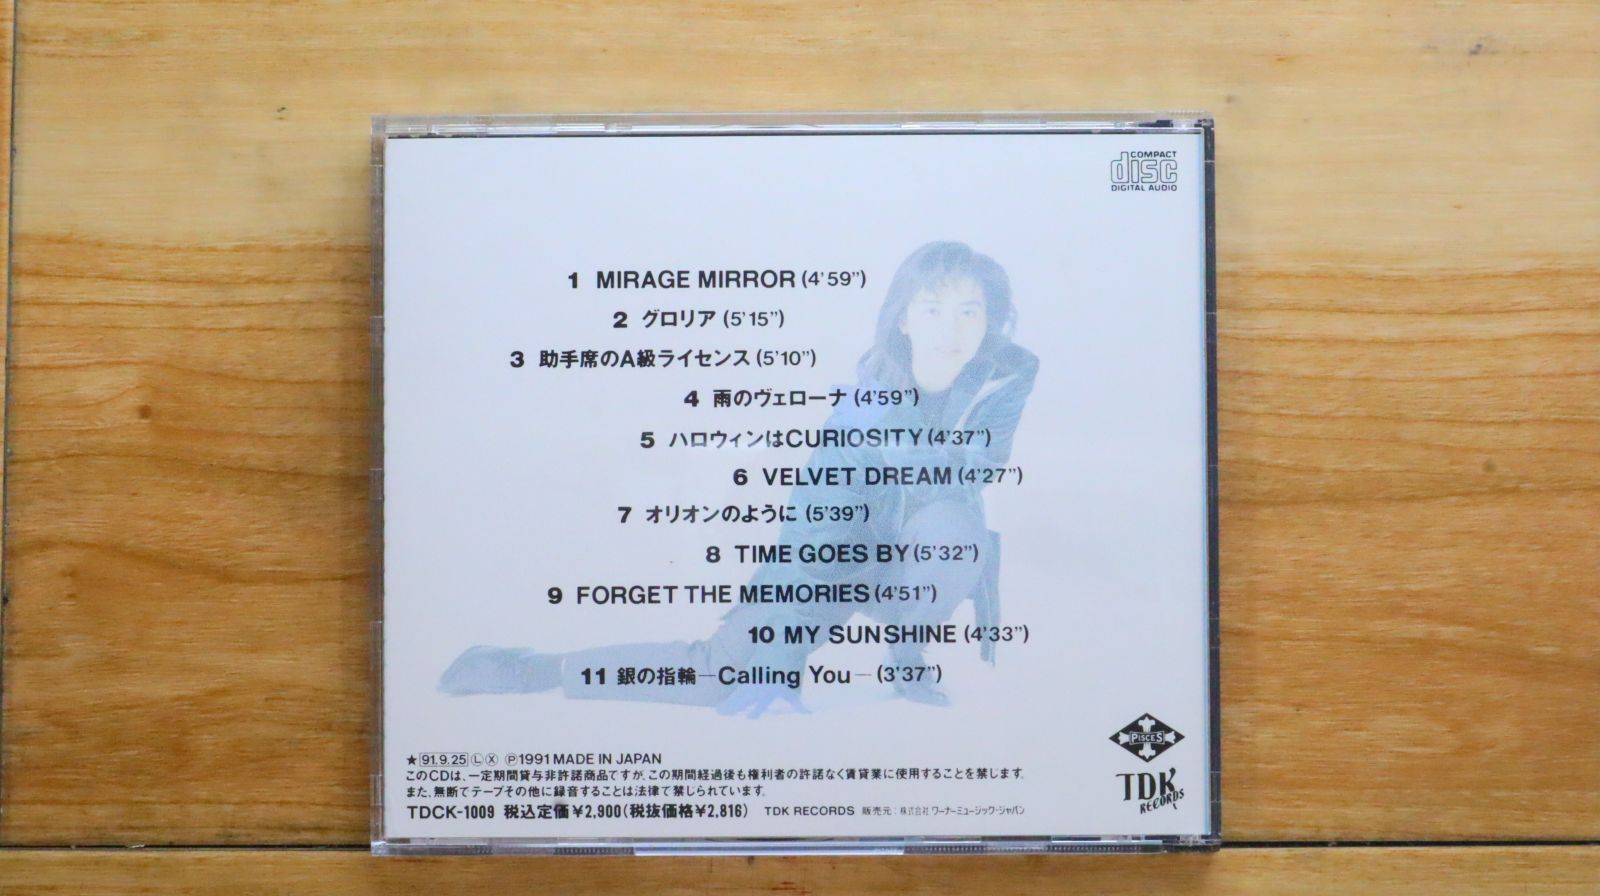 COMPACT
disc
DIGITAL AUDIO
1 MIRAGE MIRROR (4'59")
2 グロリア (5'15")
3 助手席のA級ライセンス (5'10")
4 雨のヴェローナ (4'59")
5 ハロウィンはCURIOSITY (4'37")
6 VELVET DREAM (4'27")
7 オリオンのように (5'39")
8 TIME GOES BY (5'32")
9 FORGET THE MEMORIES (4'51")
10 MY SUNSHINE (4'33")
11 銀の指輪—Calling You— (3'37")
PISCES
★91.9.25 Ⓛ Ⓧ Ⓟ1991 MADE IN JAPAN
このCDは、一定期間貸与非許諾商品ですが、この期間経過後も権利者の許諾なく賃貸業に使用することを禁じます。
また、無断でテープその他に録音することは法律で禁じられています。
TDCK-1009 税込定価¥2,900(税抜価格¥2,816) TDK RECORDS 販売元：株式会社 ワーナーミュージック・ジャパン
TDK
RECORDS